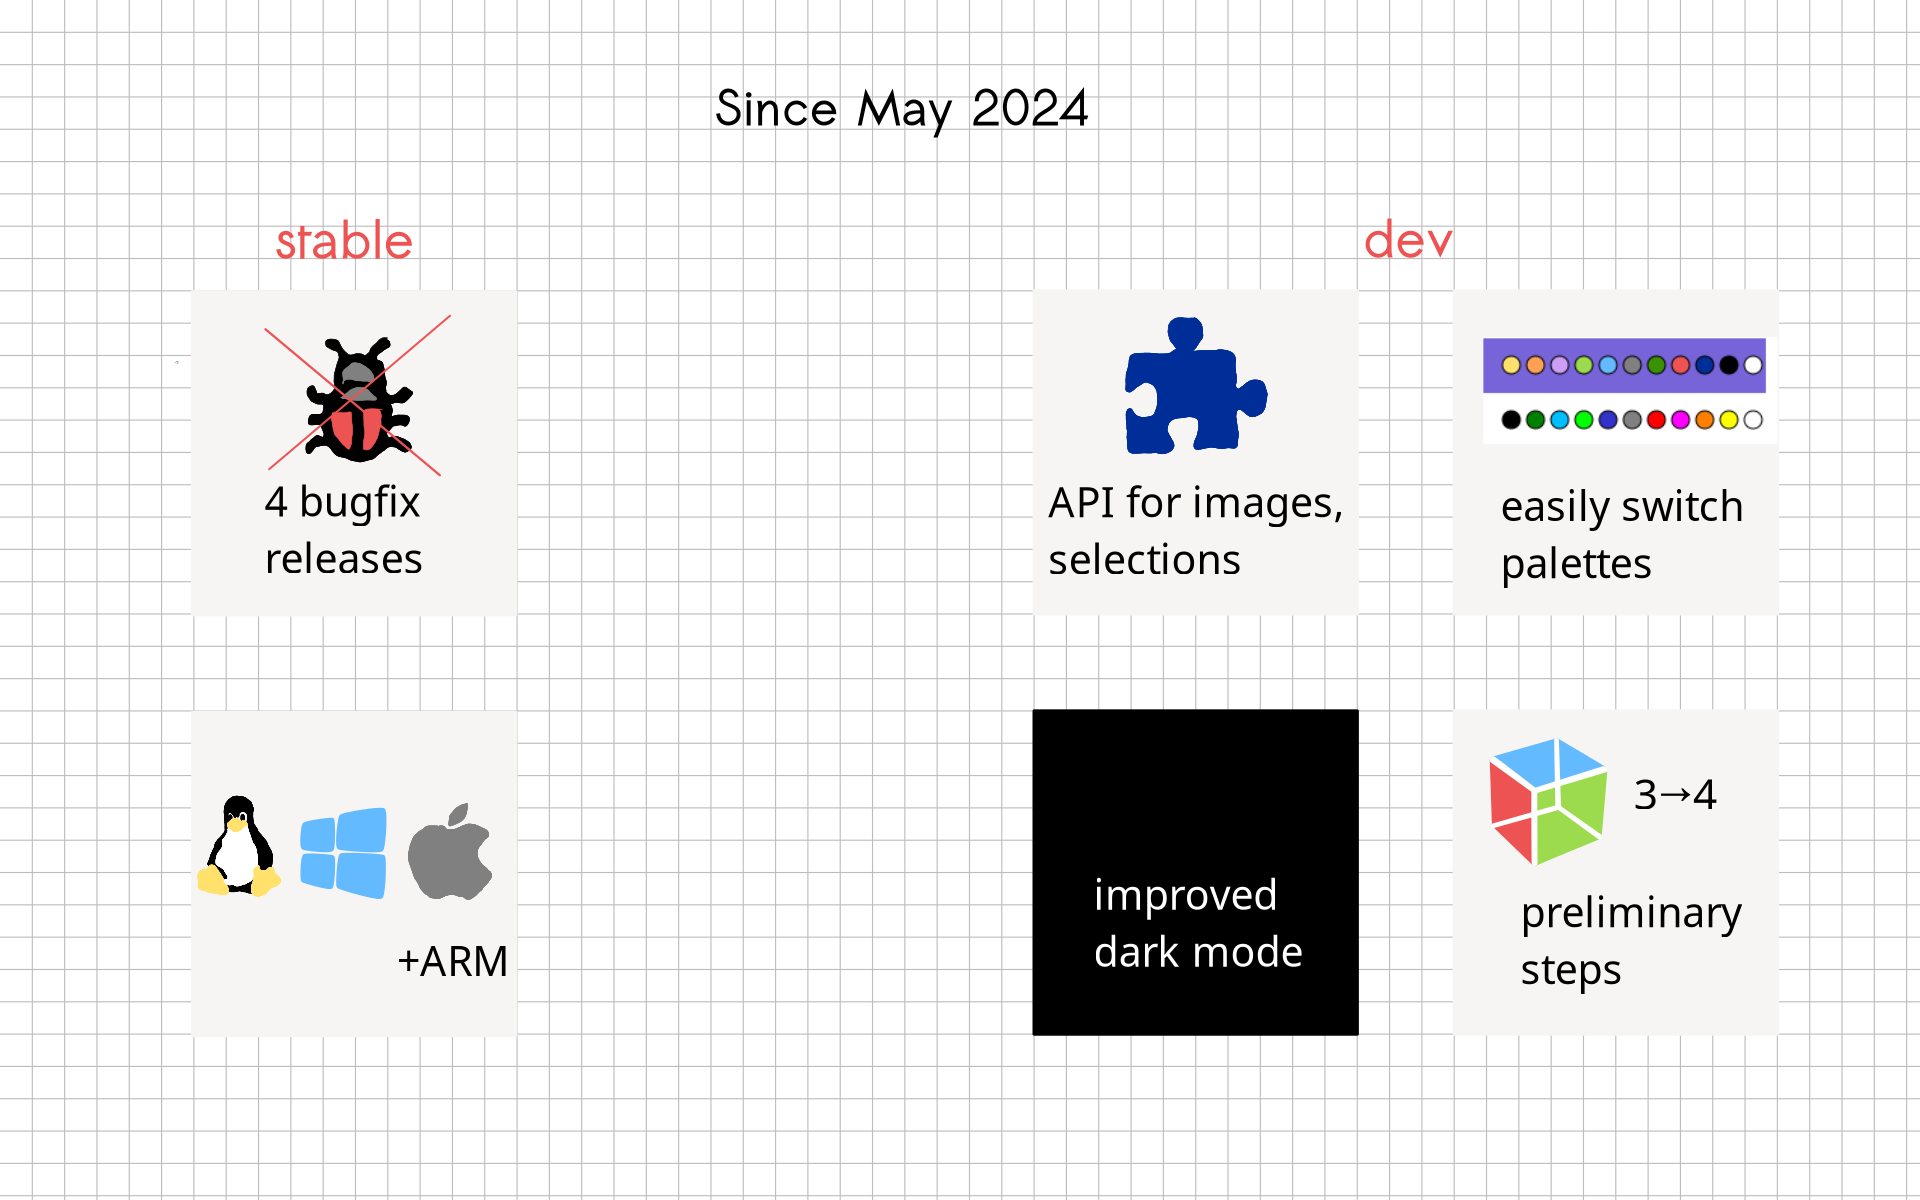 Since May 2024
stable
dev
4 bugfix
releases
API for images,
selections
easily switch
palettes
+ARM
improved
dark mode
3→4
preliminary
steps